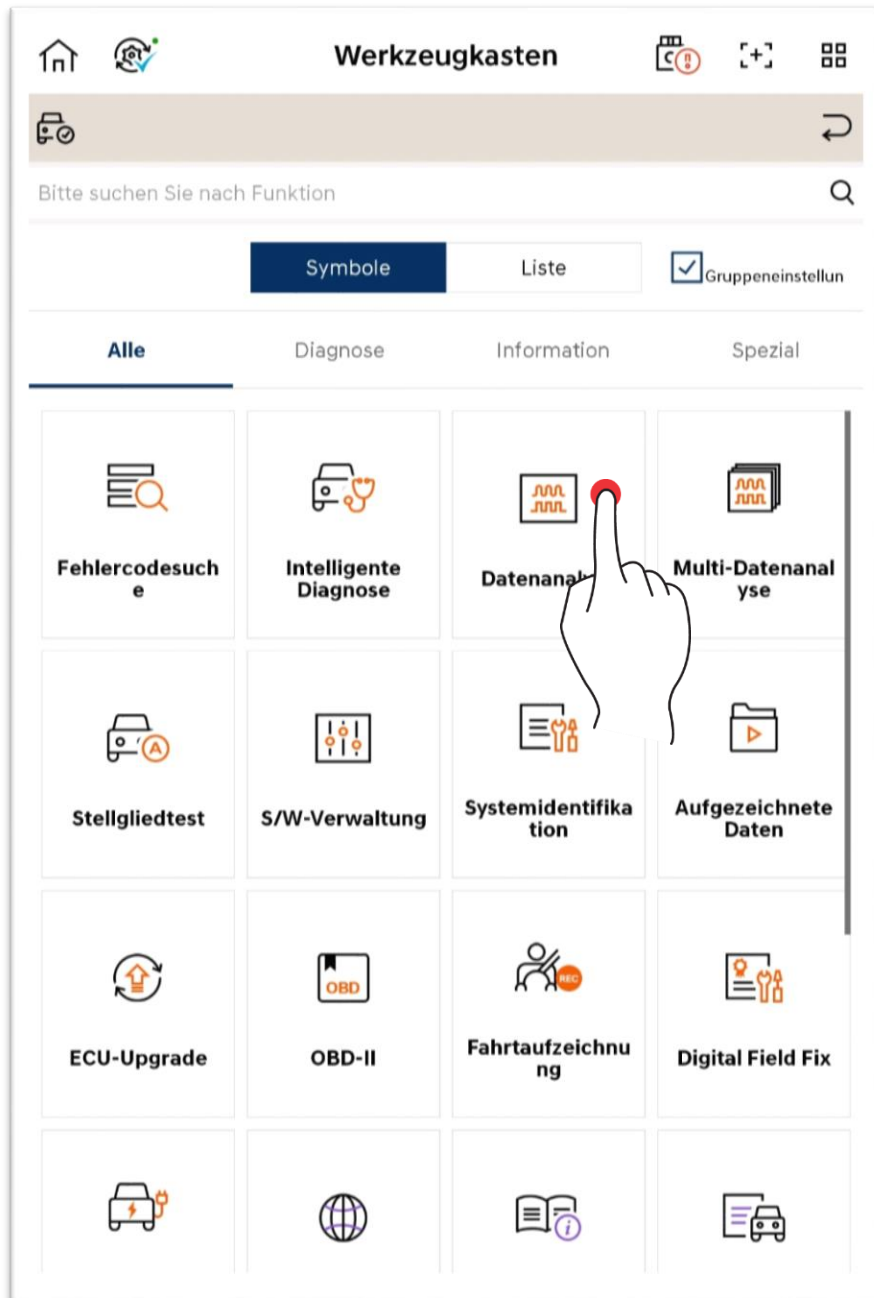 Werkzeugkasten
Bitte suchen Sie nach Funktion
Symbole
Liste
Gruppeneinstellun
Alle
Diagnose
Information
Spezial
Fehlercodesuch
e
Intelligente
Diagnose
Multi-Datenanal
yse
Stellgliedtest
S/W-Verwaltung
Systemidentifika
tion
Aufgezeichnete
Daten
ECU-Upgrade
OBD
OBD-II
REC
Fahrtaufzeichnu
ng
Digital Field Fix